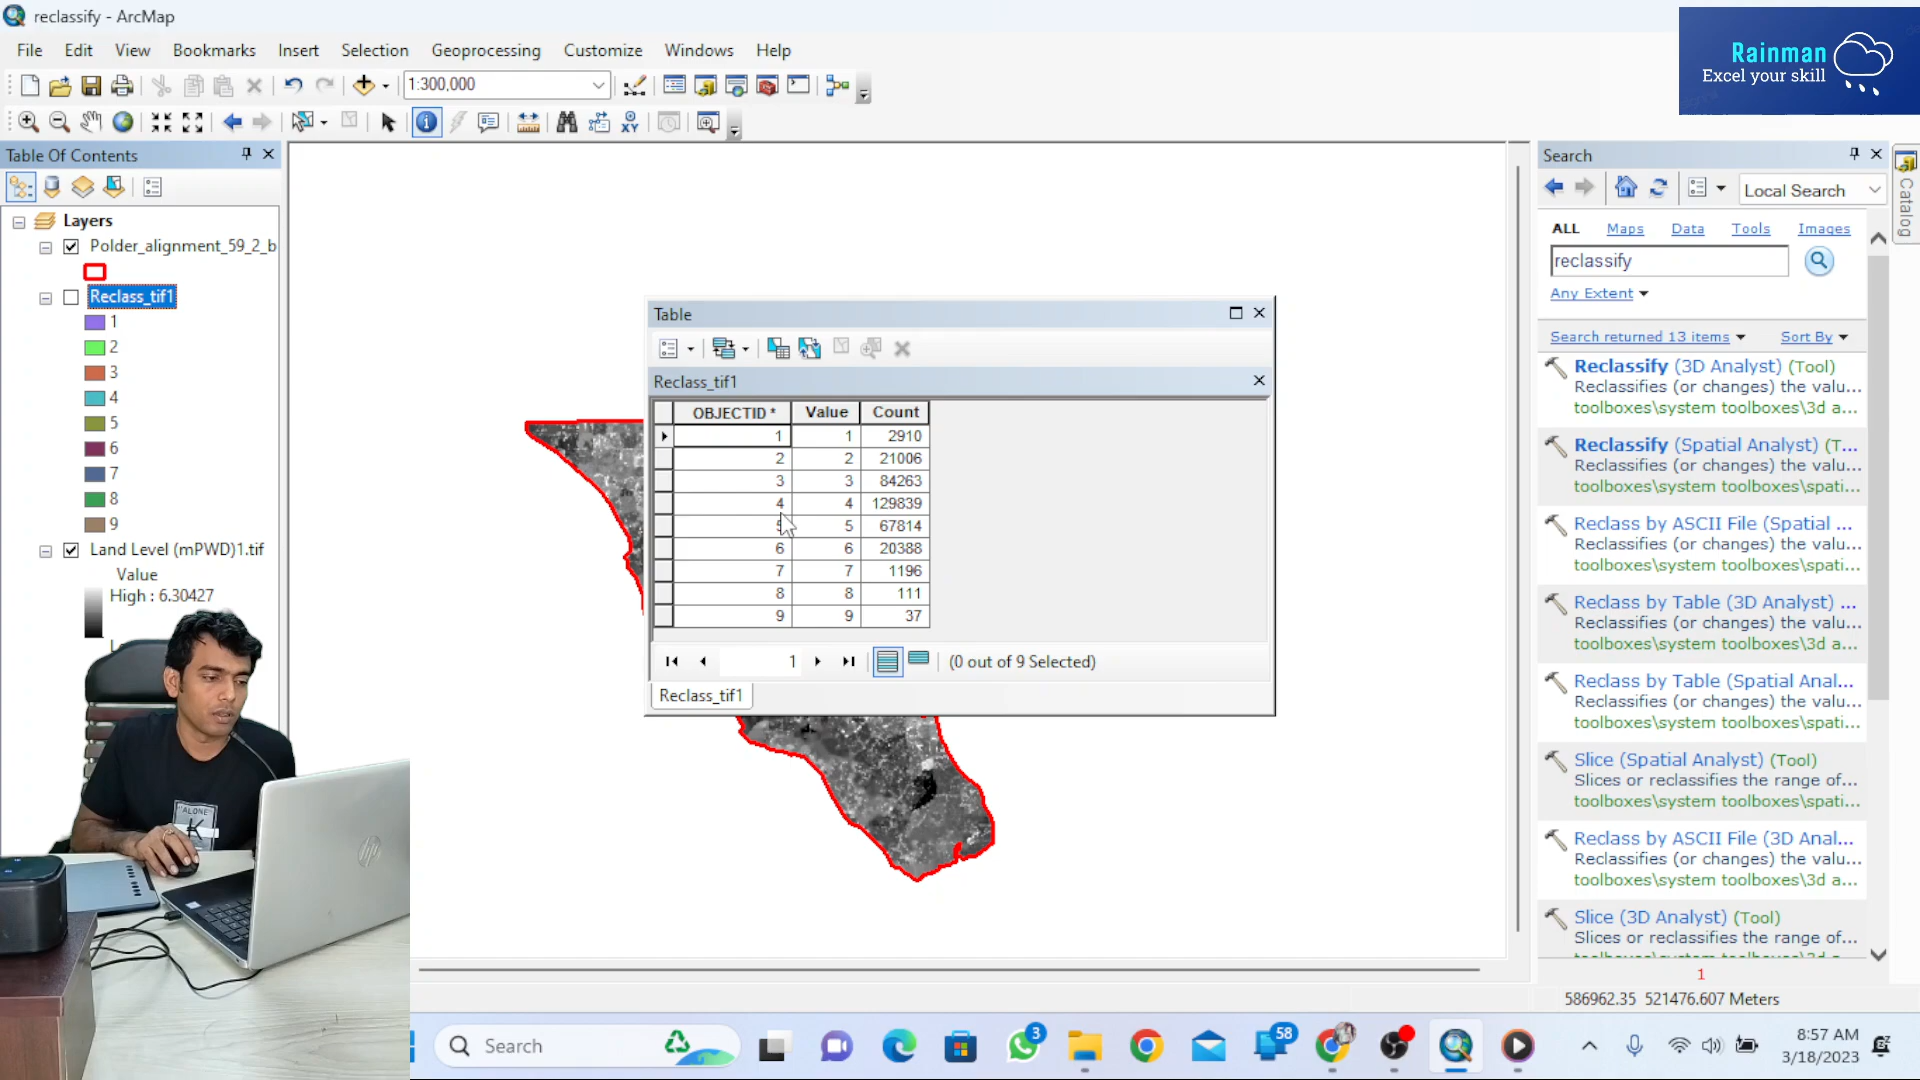 reclassify - ArcMap
Rainman
Excel your skill
File Edit View Bookmarks Insert Selection Geoprocessing Customize Windows Help
1:300,000
Table Of Contents
Layers
Polder_alignment_59_2_b
Reclass_tif1
1
2
3
4
5
6
7
8
9
Land Level (mPWD)1.tif
Value
High : 6.30427
Table
Reclass_tif1
OBJECTID * Value Count
1 1 2910
2 2 21006
3 3 84263
4 4 129839
5 5 67814
6 6 20388
7 7 1196
8 8 111
9 9 37
1 (0 out of 9 Selected)
Reclass_tif1
ALONE
K
hp
Search
Local Search
Catalog
ALL Maps Data Tools Images
reclassify
Any Extent
Search returned 13 items Sort By
Reclassify (3D Analyst) (Tool)
Reclassifies (or changes) the valu...
toolboxes\system toolboxes\3d a...
Reclassify (Spatial Analyst) (T...
Reclassifies (or changes) the valu...
toolboxes\system toolboxes\spati...
Reclass by ASCII File (Spatial ...
Reclassifies (or changes) the valu...
toolboxes\system toolboxes\spati...
Reclass by Table (3D Analyst) ...
Reclassifies (or changes) the valu...
toolboxes\system toolboxes\3d a...
Reclass by Table (Spatial Anal...
Reclassifies (or changes) the valu...
toolboxes\system toolboxes\spati...
Slice (Spatial Analyst) (Tool)
Slices or reclassifies the range of...
toolboxes\system toolboxes\spati...
Reclass by ASCII File (3D Anal...
Reclassifies (or changes) the valu...
toolboxes\system toolboxes\3d a...
Slice (3D Analyst) (Tool)
Slices or reclassifies the range of...
1
586962.35 521476.607 Meters
Search
3
58
8:57 AM
3/18/2023